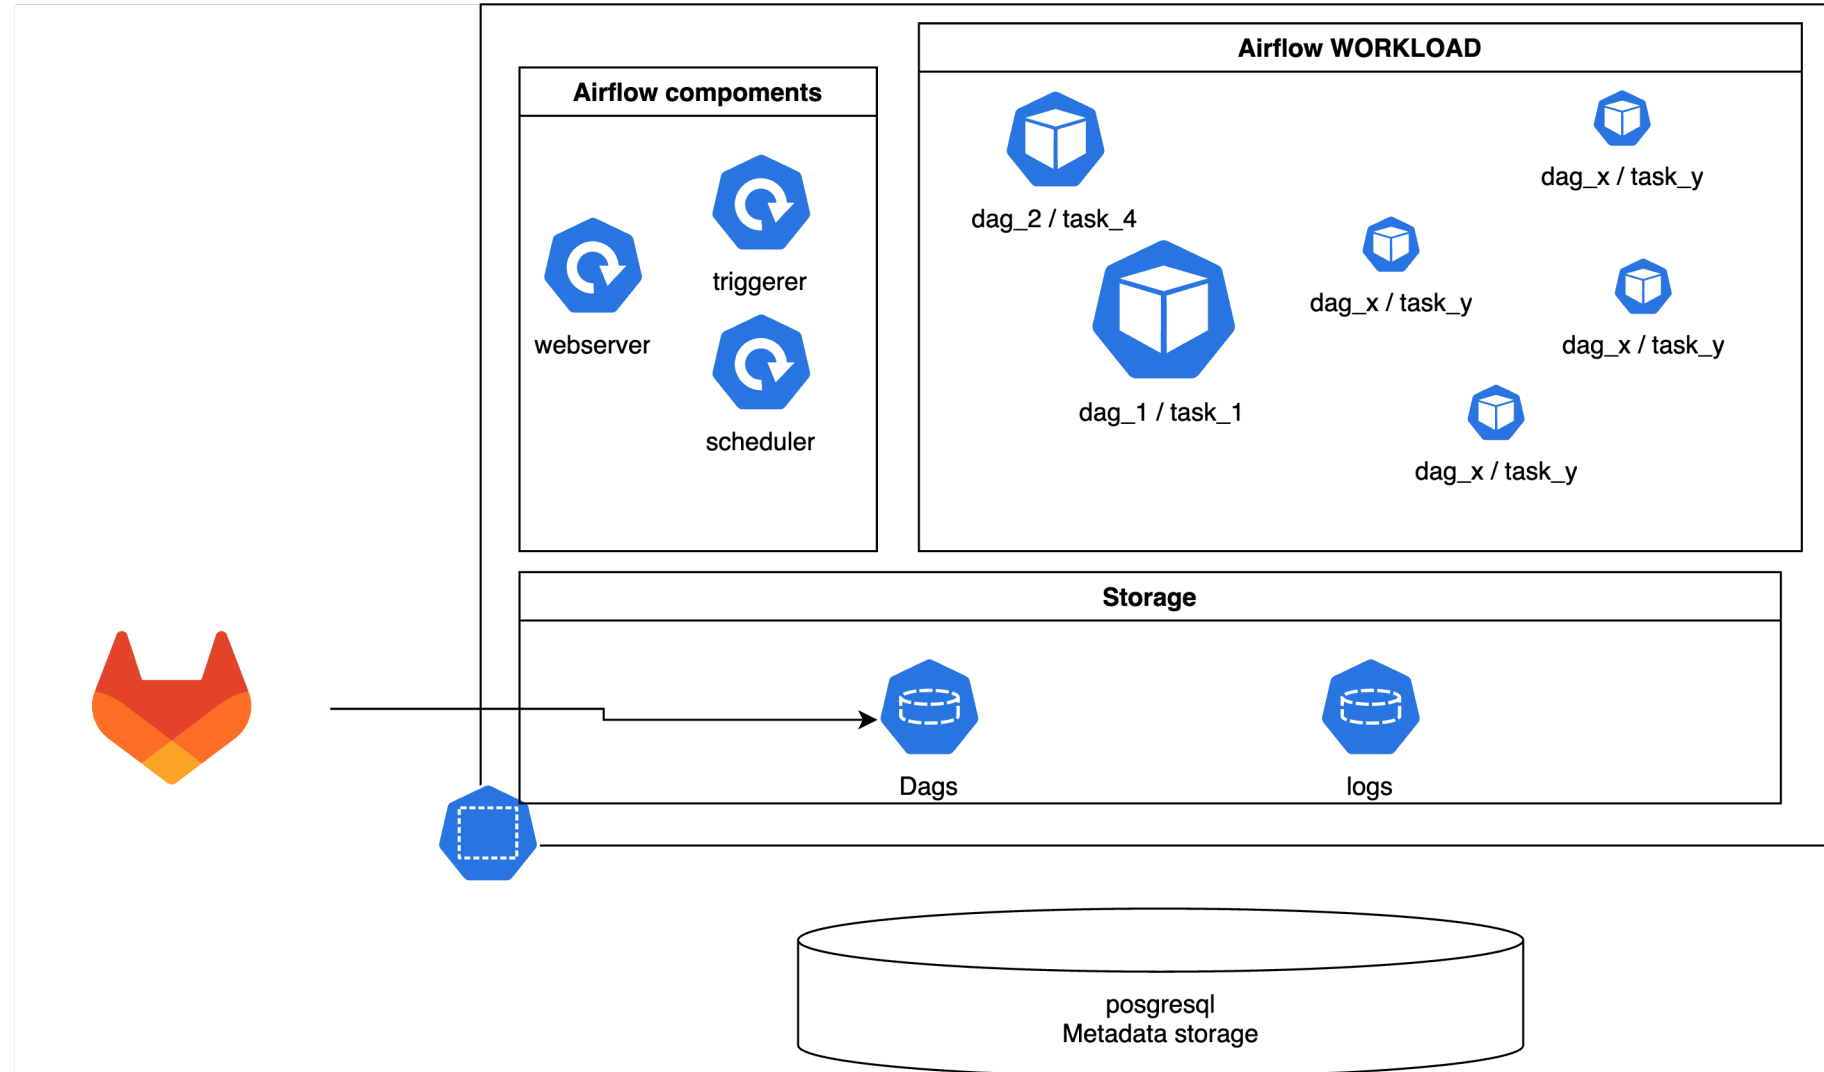 Airflow WORKLOAD
Airflow compoments
dag_x / task_y
dag_2 / task_4
triggerer
dag_x / task_y
webserver
dag_x / task_y
dag_1 / task_1
scheduler
dag_x / task_y
Storage
Dags
logs
posgresql
Metadata storage